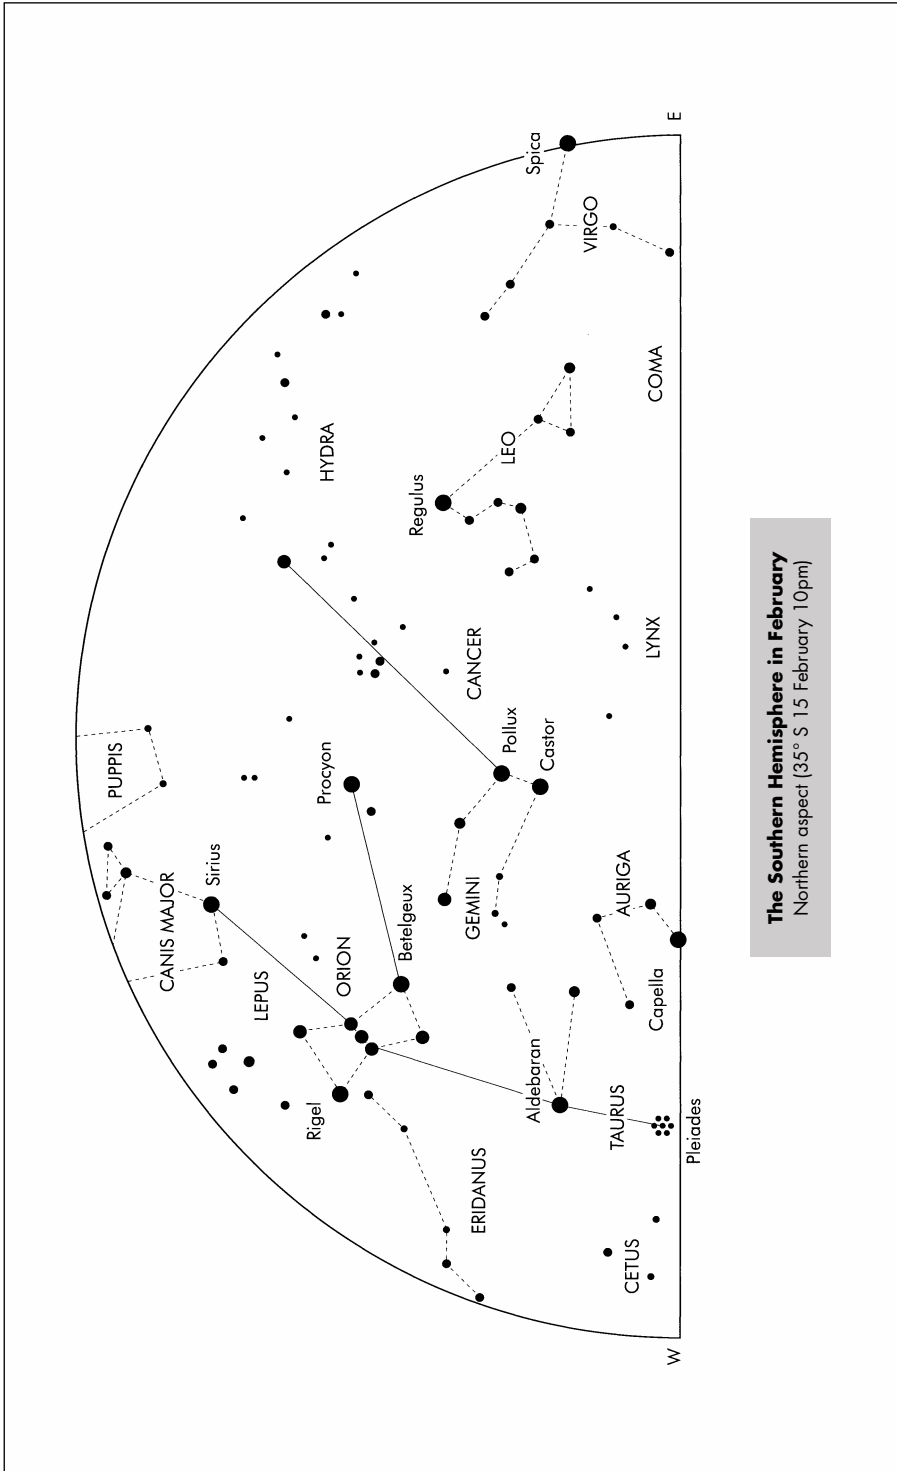 PUPPIS
CANIS MAJOR
Sirius
LEPUS
ORION
Rigel
Procyon
Betelgeux
HYDRA
Regulus
LEO
Spica
VIRGO
COMA
CANCER
Pollux
Castor
GEMINI
LYNX
AURIGA
Capella
Aldebaran
TAURUS
Pleiades
ERIDANUS
CETUS
W
E
The Southern Hemisphere in February
Northern aspect (35° S 15 February 10pm)